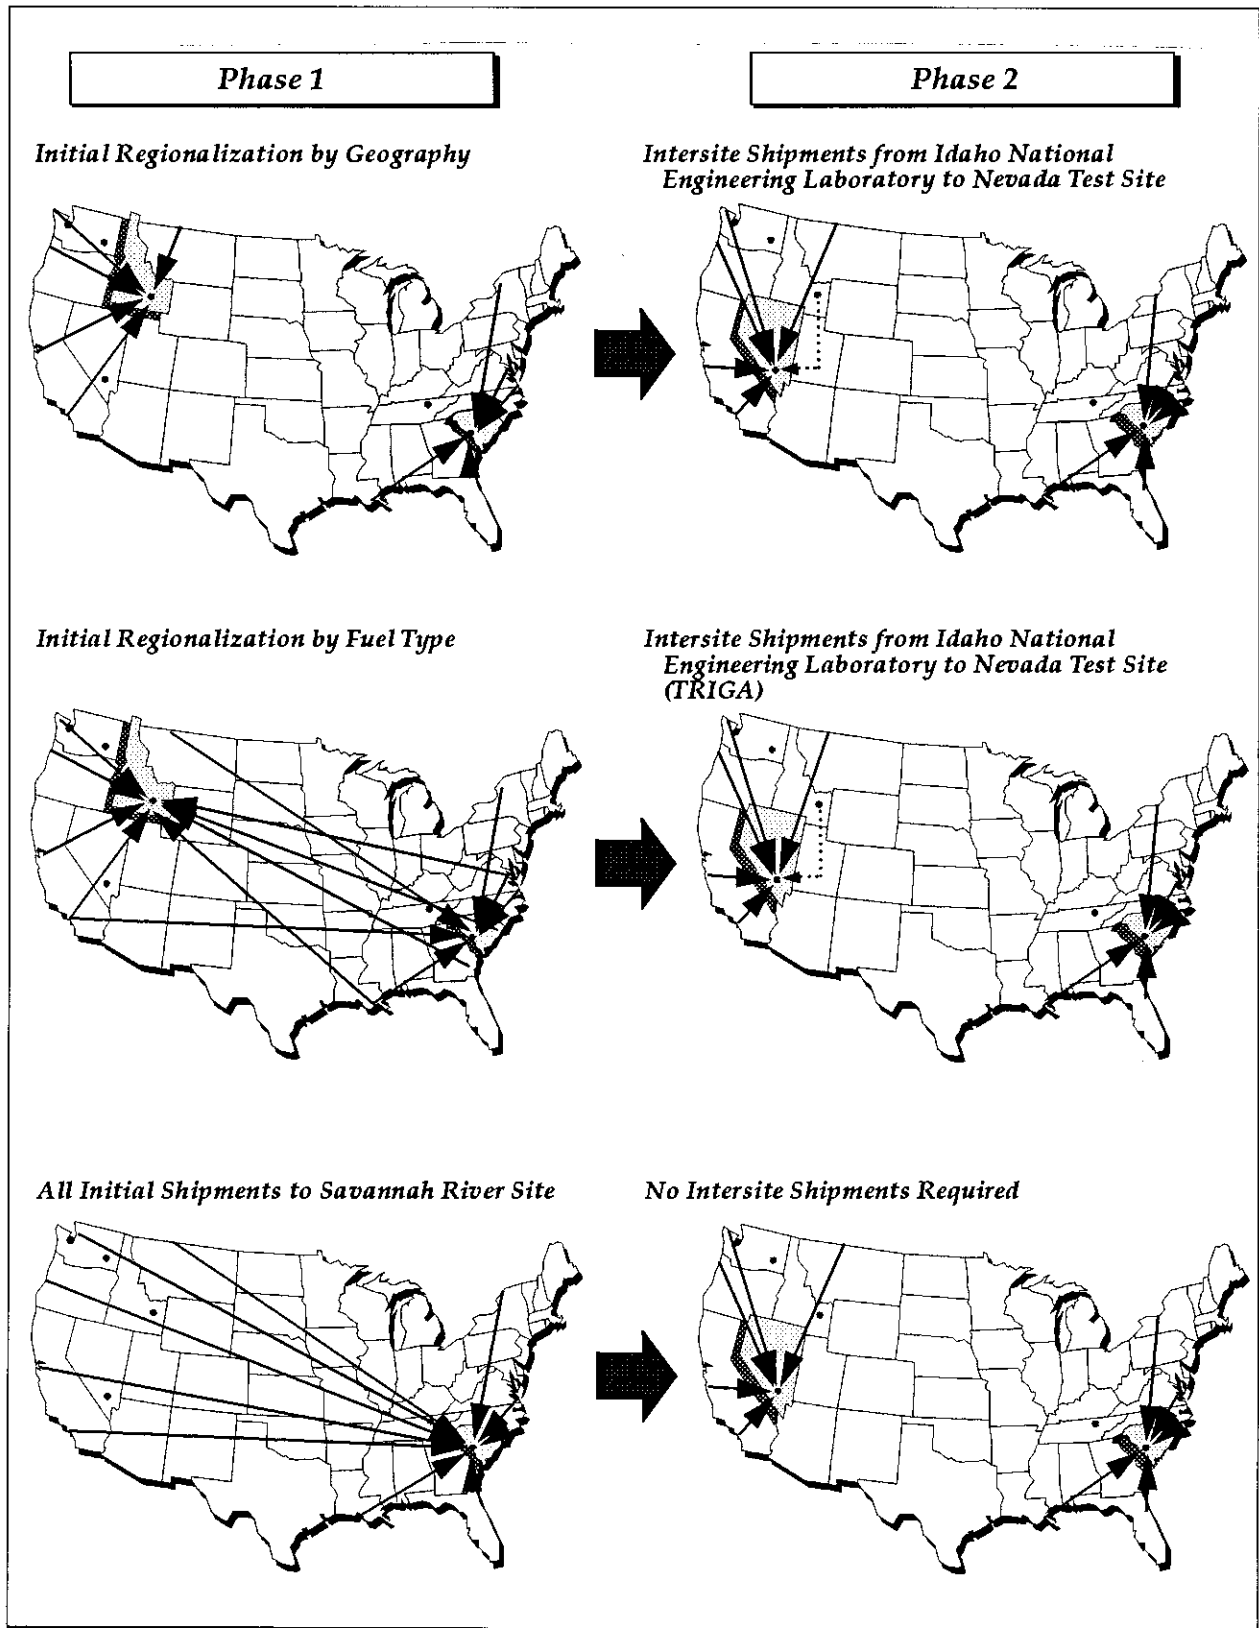 Phase 1
Phase 2
Initial Regionalization by Geography
Intersite Shipments from Idaho National
Engineering Laboratory to Nevada Test Site
Initial Regionalization by Fuel Type
Intersite Shipments from Idaho National
Engineering Laboratory to Nevada Test Site
(TRIGA)
All Initial Shipments to Savannah River Site
No Intersite Shipments Required